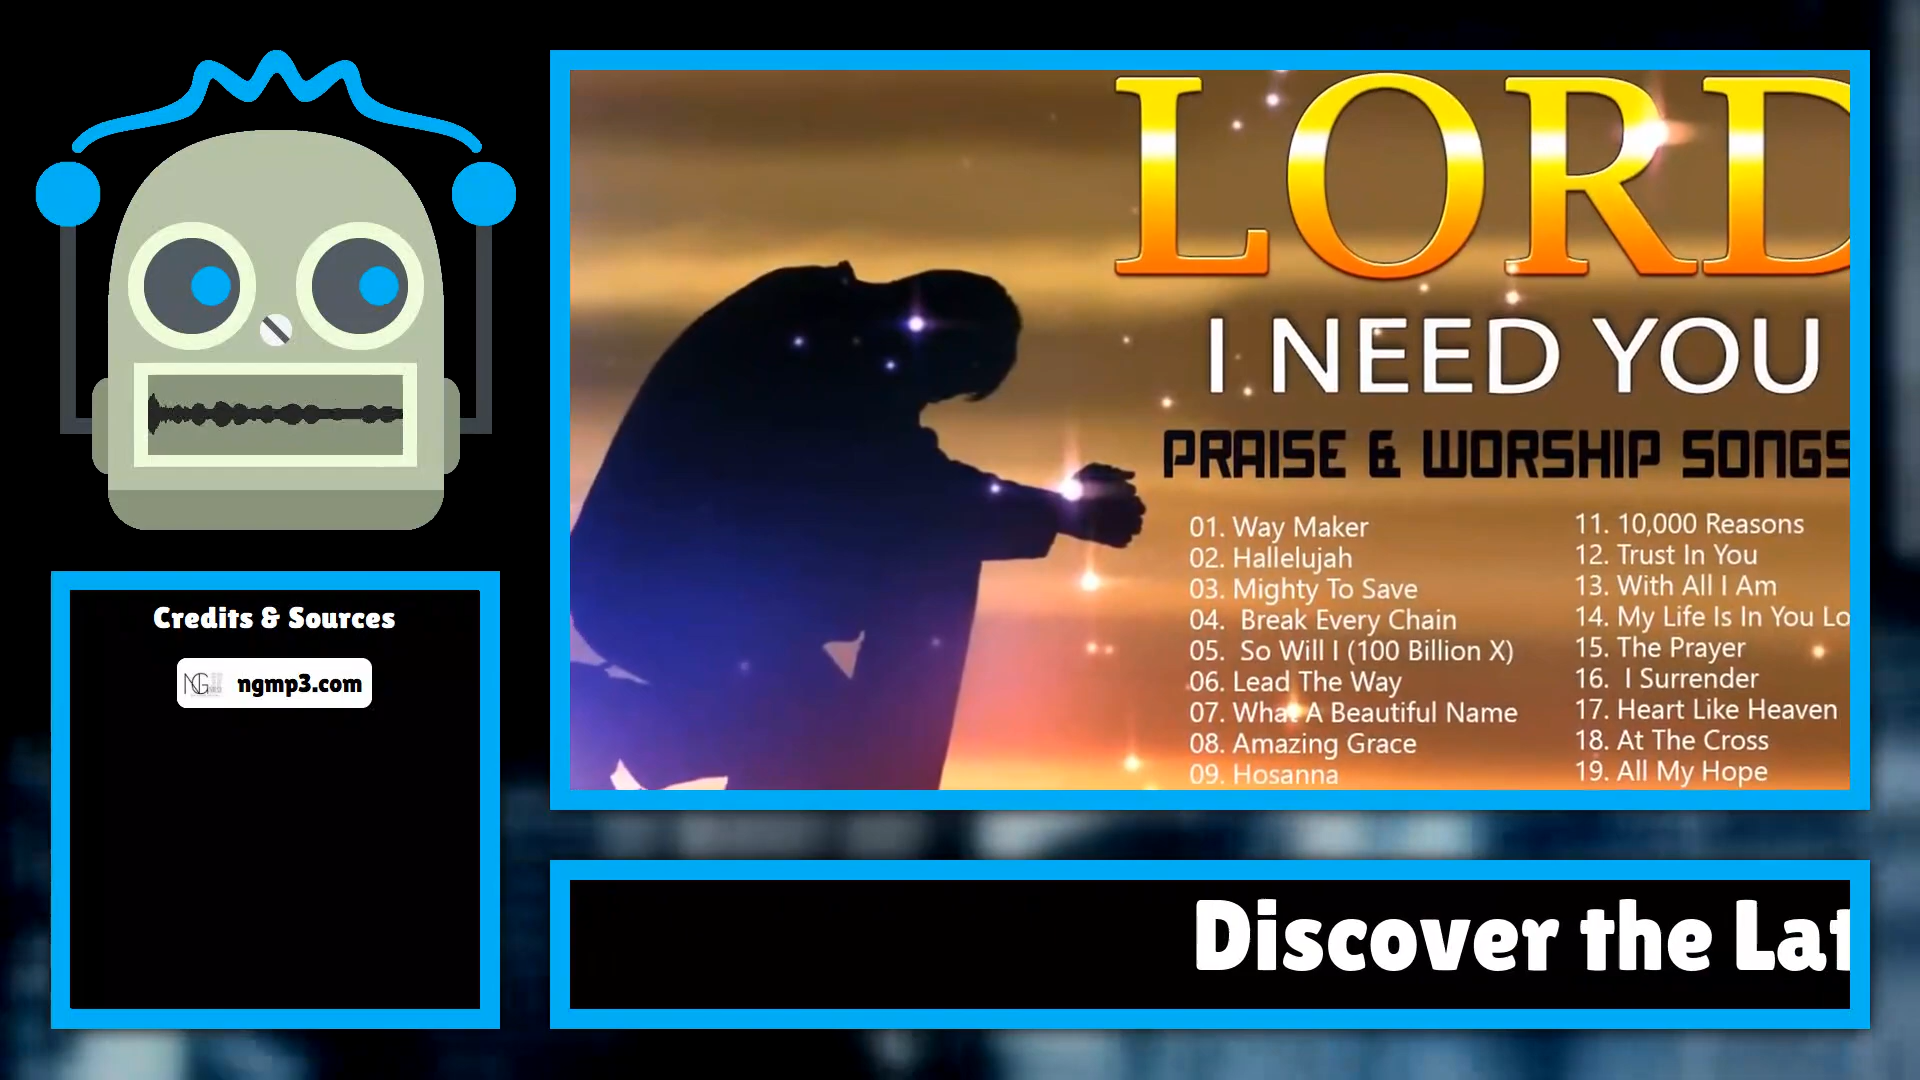 LORD
I NEED YOU
PRAISE & WORSHIP SONGS
01. Way Maker
02. Hallelujah
03. Mighty To Save
04. Break Every Chain
05. So Will I (100 Billion X)
06. Lead The Way
07. What A Beautiful Name
08. Amazing Grace
09. Hosanna
11. 10,000 Reasons
12. Trust In You
13. With All I Am
14. My Life Is In You Lo
15. The Prayer
16. I Surrender
17. Heart Like Heaven
18. At The Cross
19. All My Hope
Credits & Sources
NG ngmp3.com
Discover the Lat